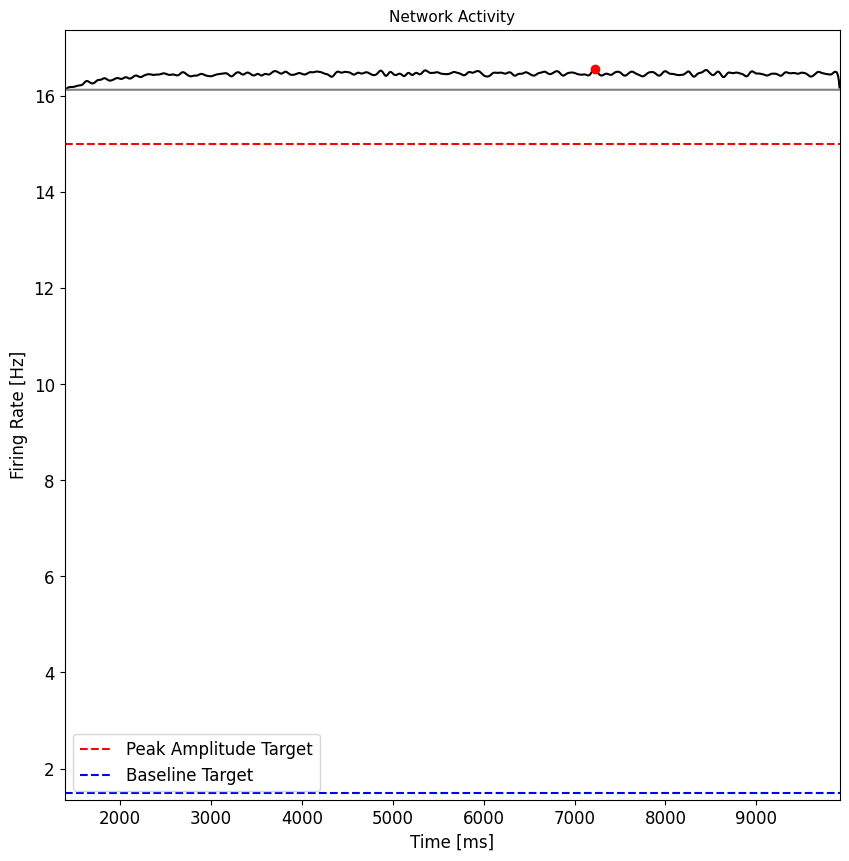 Network Activity
16
14
12
10
8
6
4
2
Firing Rate [Hz]
Peak Amplitude Target
Baseline Target
2000 3000 4000 5000 6000 7000 8000 9000
Time [ms]